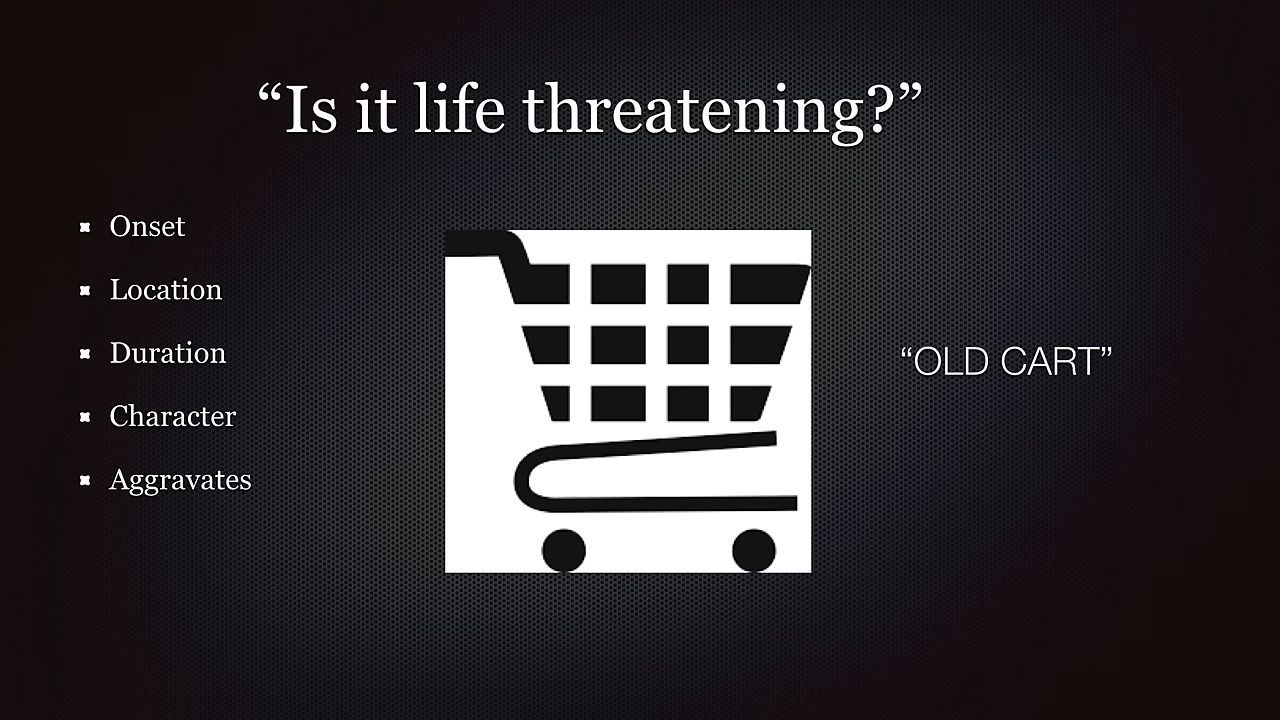 “Is it life threatening?”
Onset
Location
Duration
Character
Aggravates
“OLD CART”